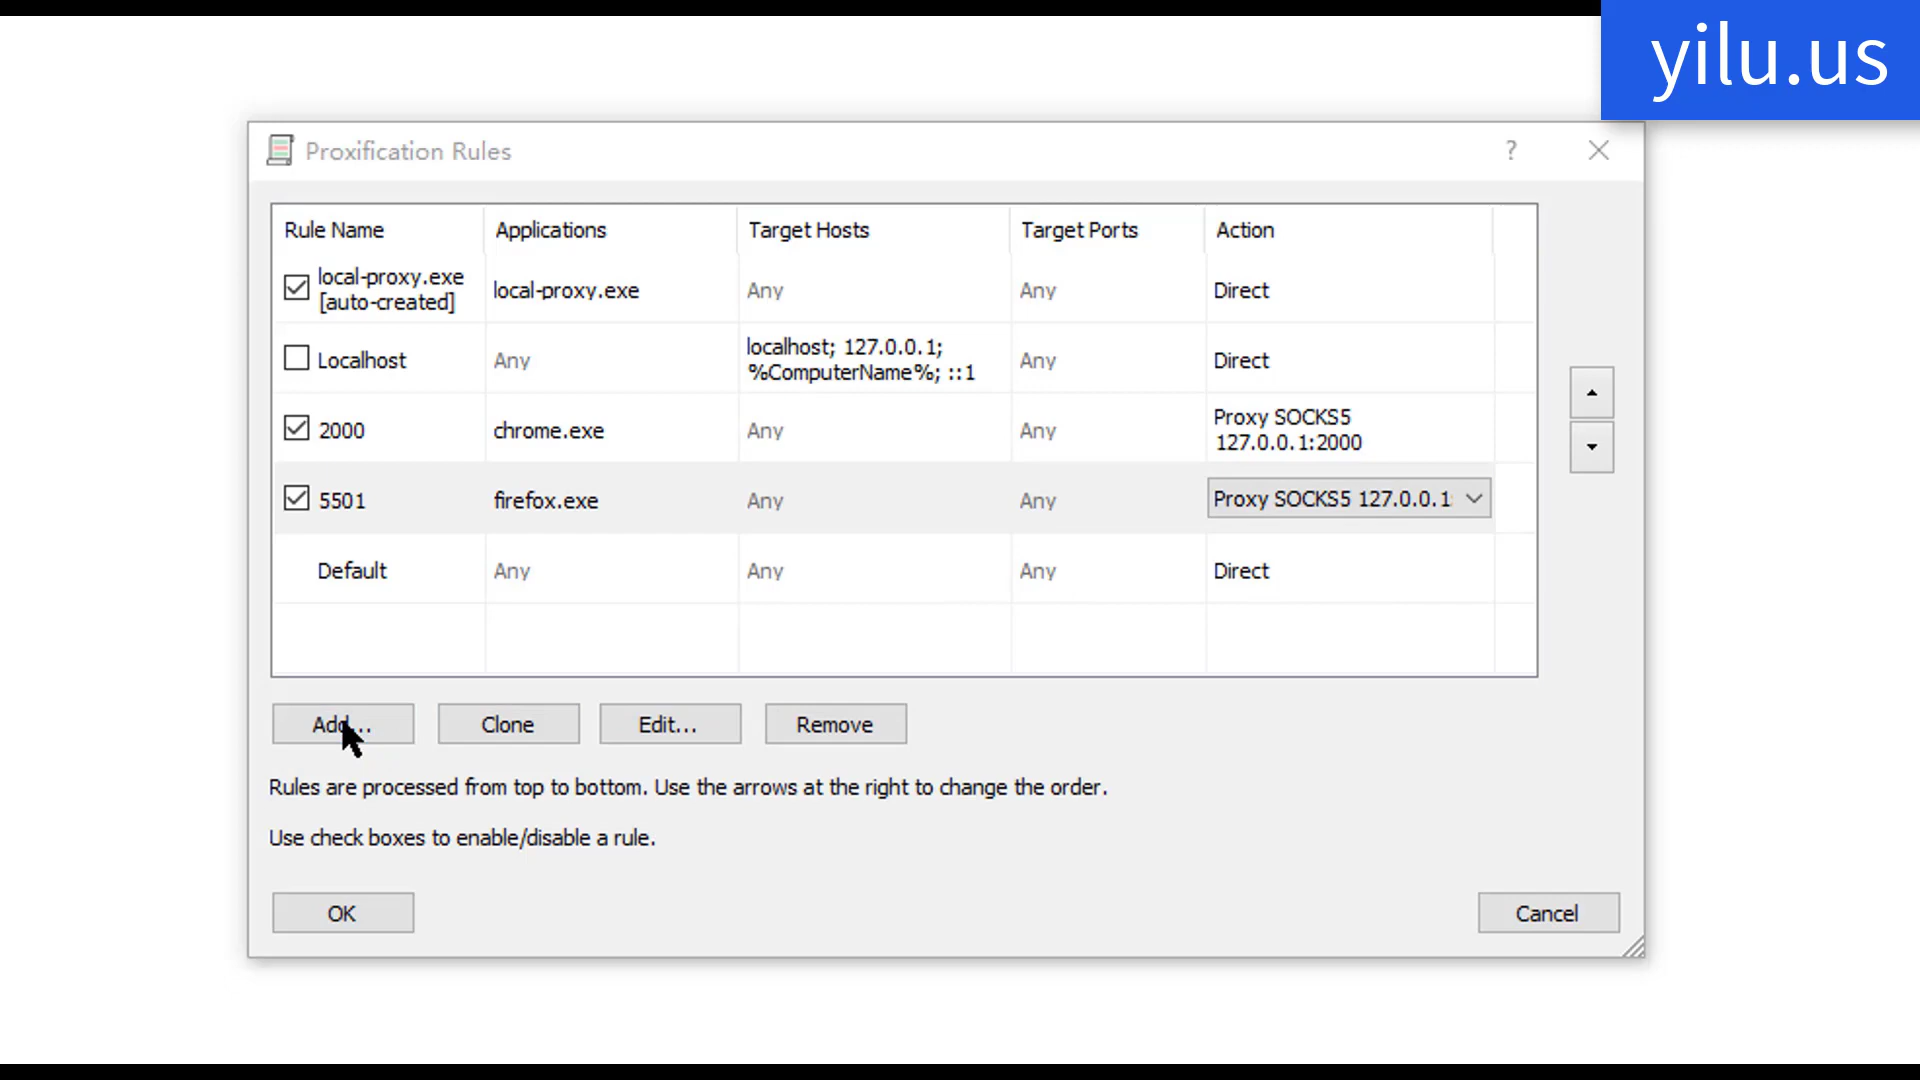 yilu.us
Proxification Rules
?
Rule Name Applications Target Hosts Target Ports Action
local-proxy.exe
[auto-created] local-proxy.exe Any Any Direct
Localhost Any localhost; 127.0.0.1;
%ComputerName%; ::1 Any Direct
2000 chrome.exe Any Any Proxy SOCKS5
127.0.0.1:2000
5501 firefox.exe Any Any Proxy SOCKS5 127.0.0.1:
Default Any Any Any Direct
Add... Clone Edit... Remove
Rules are processed from top to bottom. Use the arrows at the right to change the order.
Use check boxes to enable/disable a rule.
OK Cancel